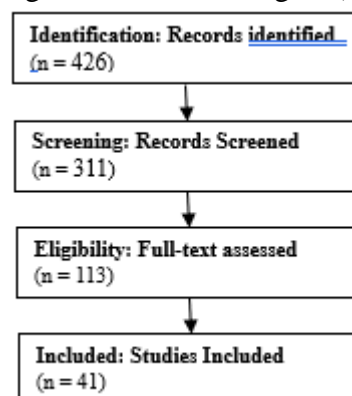 Identification: Records identified
(n = 426)
Screening: Records Screened
(n = 311)
Eligibility: Full-text assessed
(n = 113)
Included: Studies Included
(n = 41)